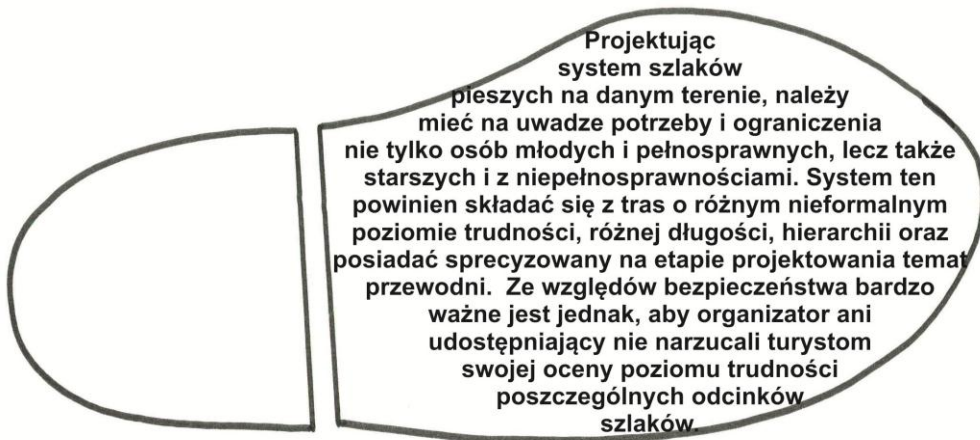 Projektując
system szlaków
pieszych na danym terenie, należy
mieć na uwadze potrzeby i ograniczenia
nie tylko osób młodych i pełnosprawnych, lecz także
starszych i z niepełnosprawnościami. System ten
powinien składać się z tras o różnym nieformalnym
poziomie trudności, różnej długości, hierarchii oraz
posiadać sprecyzowany na etapie projektowania temat
przewodni. Ze względów bezpieczeństwa bardzo
ważne jest jednak, aby organizator ani
udostępniający nie narzucali turystom
swojej oceny poziomu trudności
poszczególnych odcinków
szlaków.